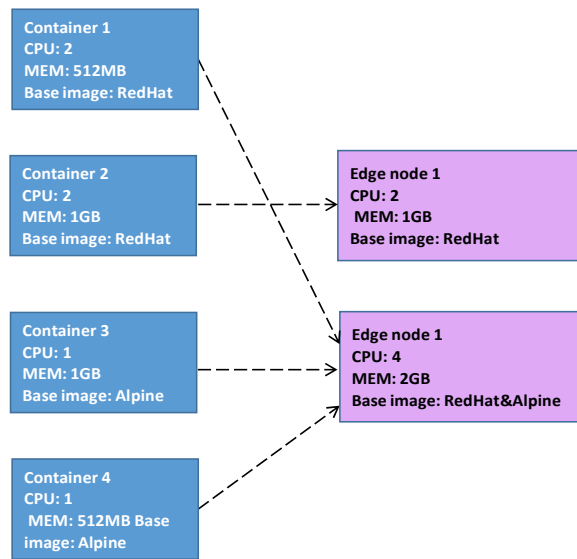 Container 1
CPU: 2
MEM: 512MB
Base image: RedHat
Container 2
CPU: 2
MEM: 1GB
Base image: RedHat
Edge node 1
CPU: 2
MEM: 1GB
Base image: RedHat
Container 3
CPU: 1
MEM: 1GB
Base image: Alpine
Edge node 1
CPU: 4
MEM: 2GB
Base image: RedHat&Alpine
Container 4
CPU: 1
MEM: 512MB Base
image: Alpine